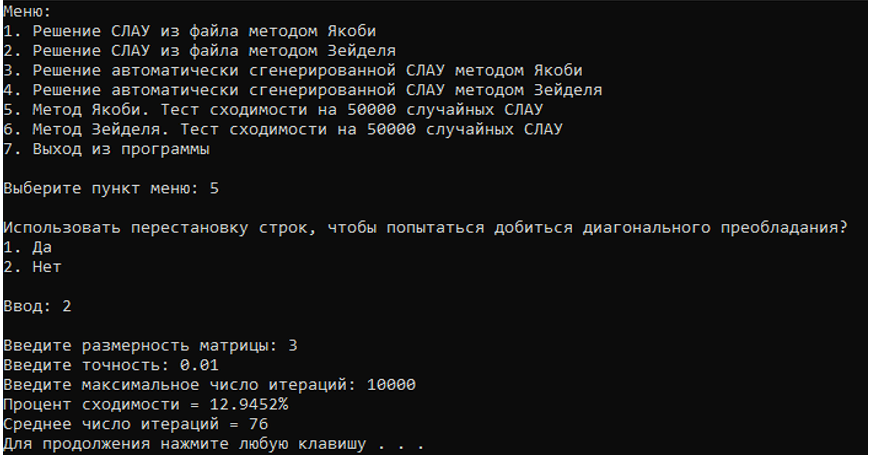 Меню:
1. Решение СЛАУ из файла методом Якоби
2. Решение СЛАУ из файла методом Зейделя
3. Решение автоматически сгенерированной СЛАУ методом Якоби
4. Решение автоматически сгенерированной СЛАУ методом Зейделя
5. Метод Якоби. Тест сходимости на 50000 случайных СЛАУ
6. Метод Зейделя. Тест сходимости на 50000 случайных СЛАУ
7. Выход из программы
Выберите пункт меню: 5
Использовать перестановку строк, чтобы попытаться добиться диагонального преобладания?
1. Да
2. Нет
Ввод: 2
Введите размерность матрицы: 3
Введите точность: 0.01
Введите максимальное число итераций: 10000
Процент сходимости = 12.9452%
Среднее число итераций = 76
Для продолжения нажмите любую клавишу . . .